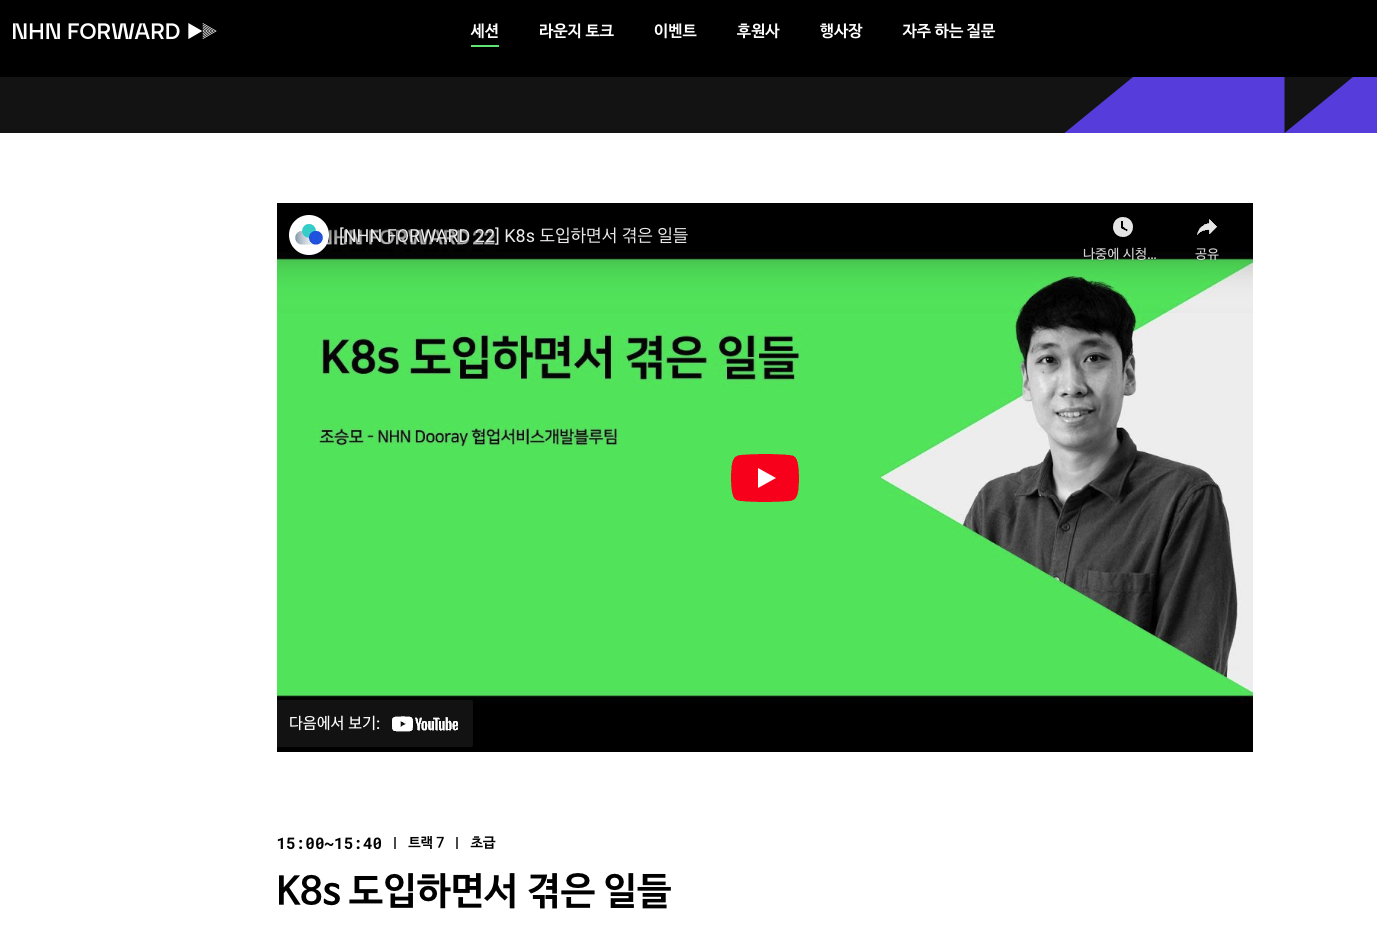 NHN FORWARD
세션 라운지 토크 이벤트 후원사 행사장 자주 하는 질문
NHN FORWARD 22
[NHN FORWARD 22] K8s 도입하면서 겪은 일들
나중에 시청...
공유
K8s 도입하면서 겪은 일들
조승모 - NHN Dooray 협업서비스개발블루팀
다음에서 보기: YouTube
15:00~15:40 | 트랙 7 | 초급
K8s 도입하면서 겪은 일들